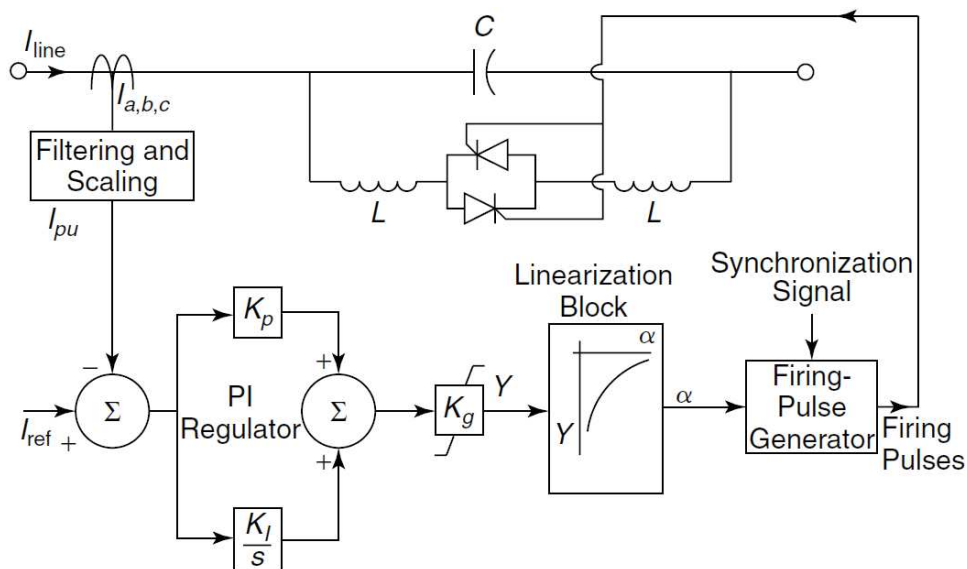 C
I_line
I_a,b,c
Filtering and
Scaling
L
L
I_pu
Linearization
Block
Synchronization
Signal
K_p
α
−
+
Σ
PI
Regulator
Σ
K_g
Y
Y
α
Firing-
Pulse
Generator
I_ref
+
+
Firing
Pulses
K_I
s